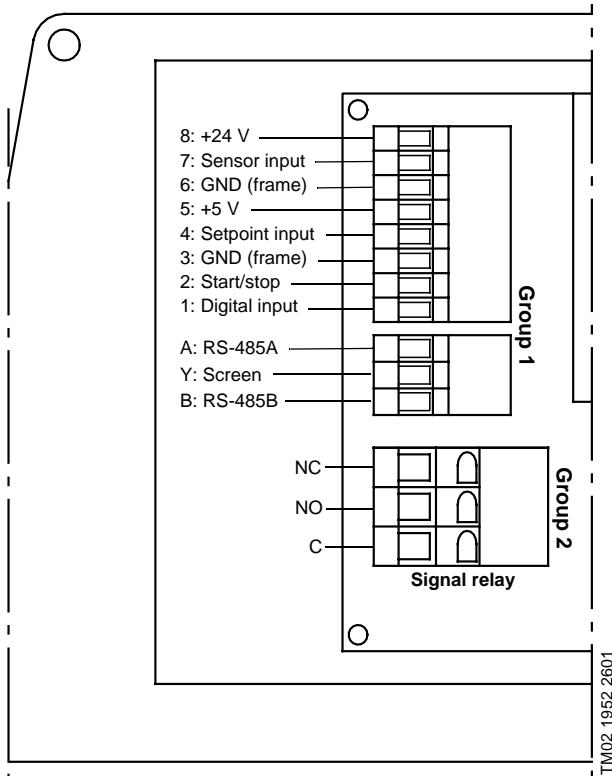 8: +24 V
7: Sensor input
6: GND (frame)
5: +5 V
4: Setpoint input
3: GND (frame)
2: Start/stop
1: Digital input
Group 1
A: RS-485A
Y: Screen
B: RS-485B
NC
NO
C
Group 2
Signal relay
TM02 1952 2601